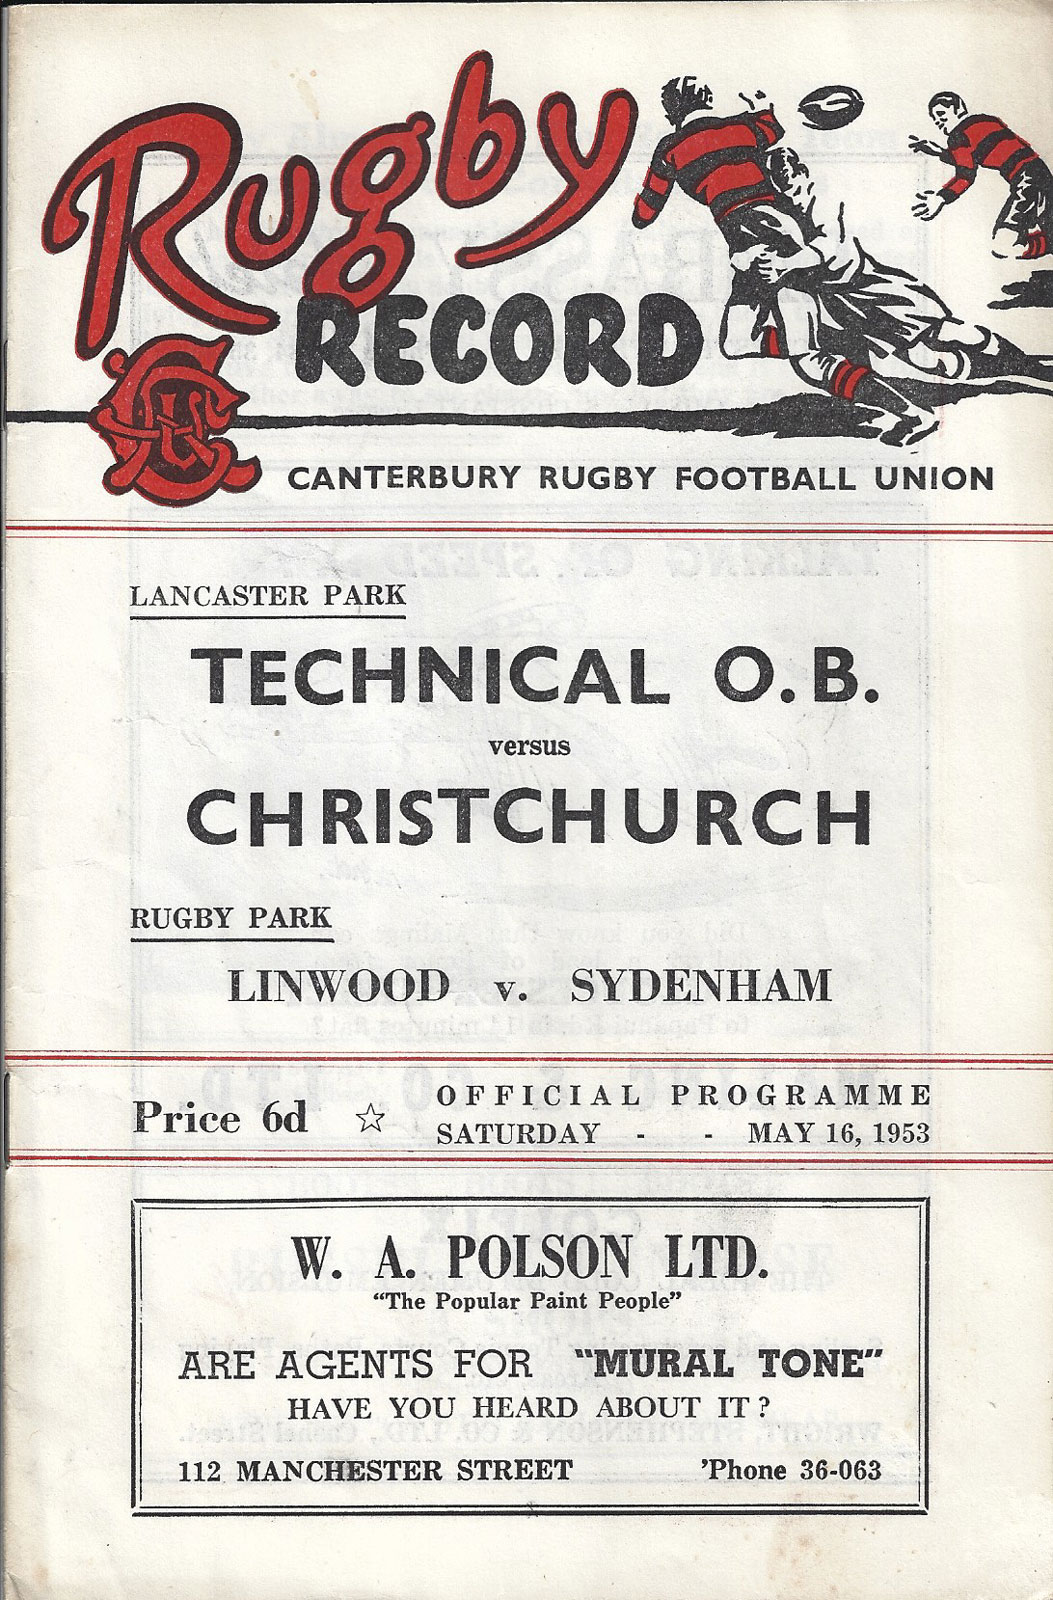 Rugby
RECORD
CANTERBURY RUGBY FOOTBALL UNION
LANCASTER PARK
TECHNICAL O.B.
versus
CHRISTCHURCH
RUGBY PARK
LINWOOD v. SYDENHAM
Price 6d ☆ OFFICIAL PROGRAMME
SATURDAY - - MAY 16, 1953
W. A. POLSON LTD.
"The Popular Paint People"
ARE AGENTS FOR "MURAL TONE"
HAVE YOU HEARD ABOUT IT?
112 MANCHESTER STREET 'Phone 36-063